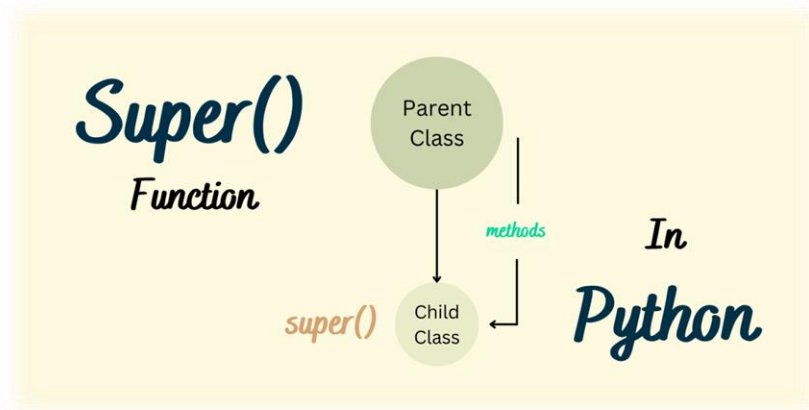 Super()
Function
Parent
Class
methods
super()
Child
Class
In
Python